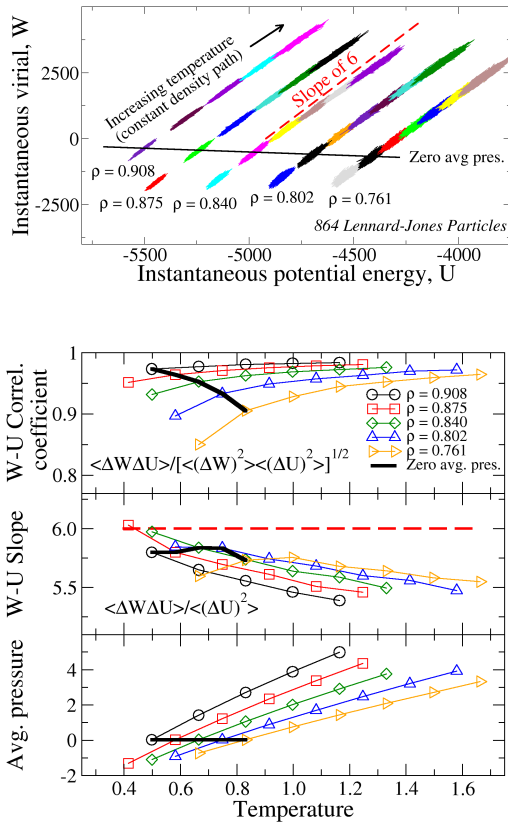 Instantaneous virial, W
2500
0
-2500
Increasing temperature
(constant density path)
Slope of 6
Zero avg pres.
ρ = 0.908
ρ = 0.875
ρ = 0.840
ρ = 0.802
ρ = 0.761
864 Lennard-Jones Particles
-5500
-5000
-4500
-4000
Instantaneous potential energy, U
W-U Correl.
coefficient
1
0.9
0.8
ρ = 0.908
ρ = 0.875
ρ = 0.840
ρ = 0.802
ρ = 0.761
Zero avg. pres.
<ΔWΔU>/[<(ΔW)²><(ΔU)²>]^1/2
W-U Slope
6.0
5.5
<ΔWΔU>/<(ΔU)²>
Avg. pressure
4
2
0
-2
0.4
0.6
0.8
1.0
1.2
1.4
1.6
Temperature